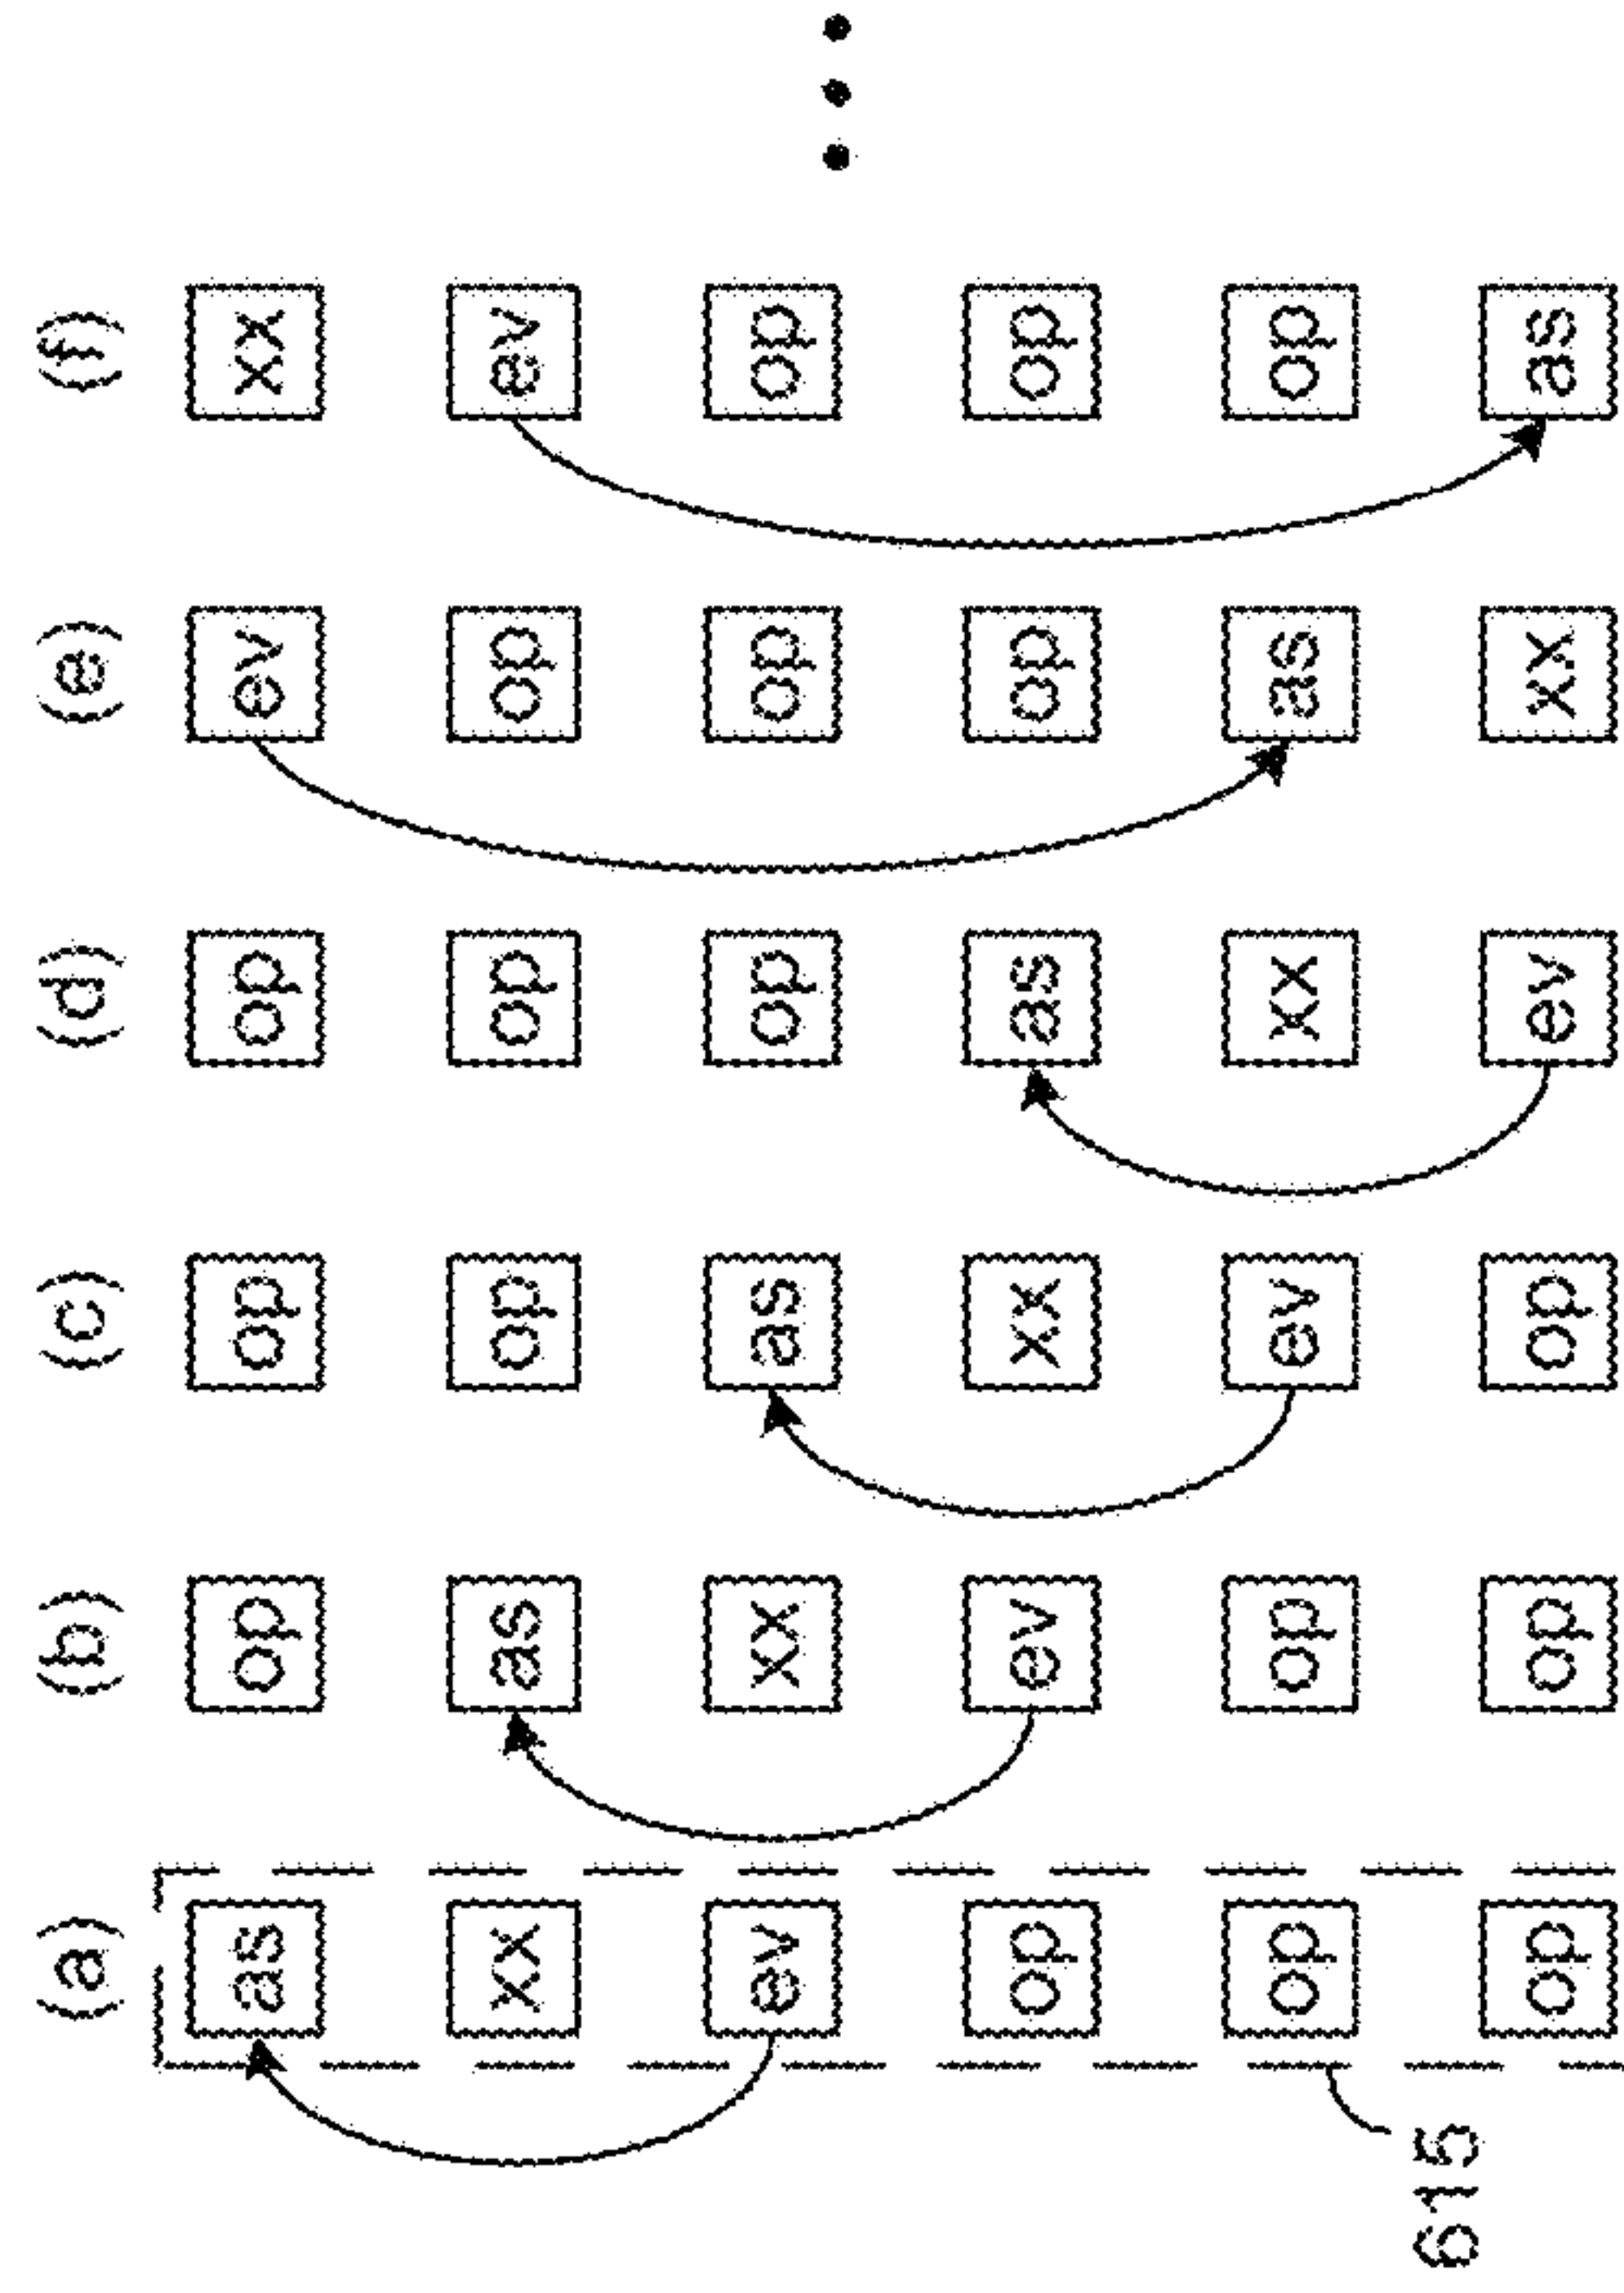 (a) (b) (c) (d) (e) (f)
as op op op ev xx
xx as op op op ev
ev xx as op op op
op ev xx as op op
op op ev xx as op
615
op op op ev xx as